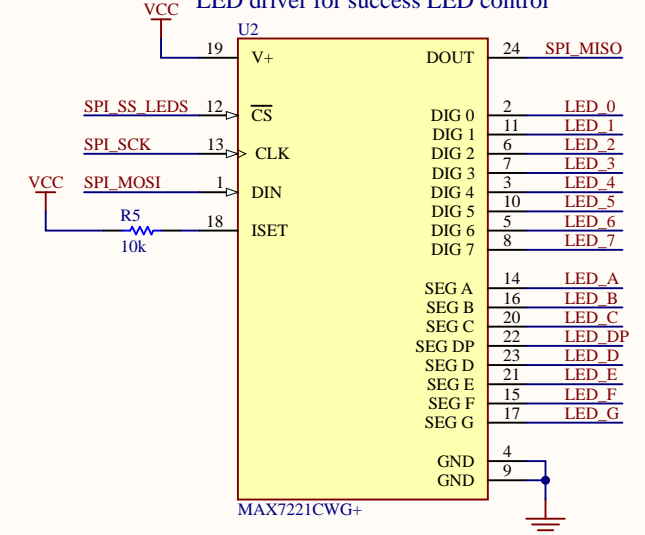 LED driver for success LED control
VCC
U2
19 V+ DOUT 24 SPI_MISO
SPI_SS_LEDS 12 CS DIG 0 2 LED_0
DIG 1 11 LED_1
SPI_SCK 13 CLK DIG 2 6 LED_2
DIG 3 7 LED_3
VCC SPI_MOSI 1 DIN DIG 4 3 LED_4
DIG 5 10 LED_5
R5 18 ISET DIG 6 5 LED_6
10k DIG 7 8 LED_7
SEG A 14 LED_A
SEG B 16 LED_B
SEG C 20 LED_C
SEG DP 22 LED_DP
SEG D 23 LED_D
SEG E 21 LED_E
SEG F 15 LED_F
SEG G 17 LED_G
GND 4
GND 9
MAX7221CWG+